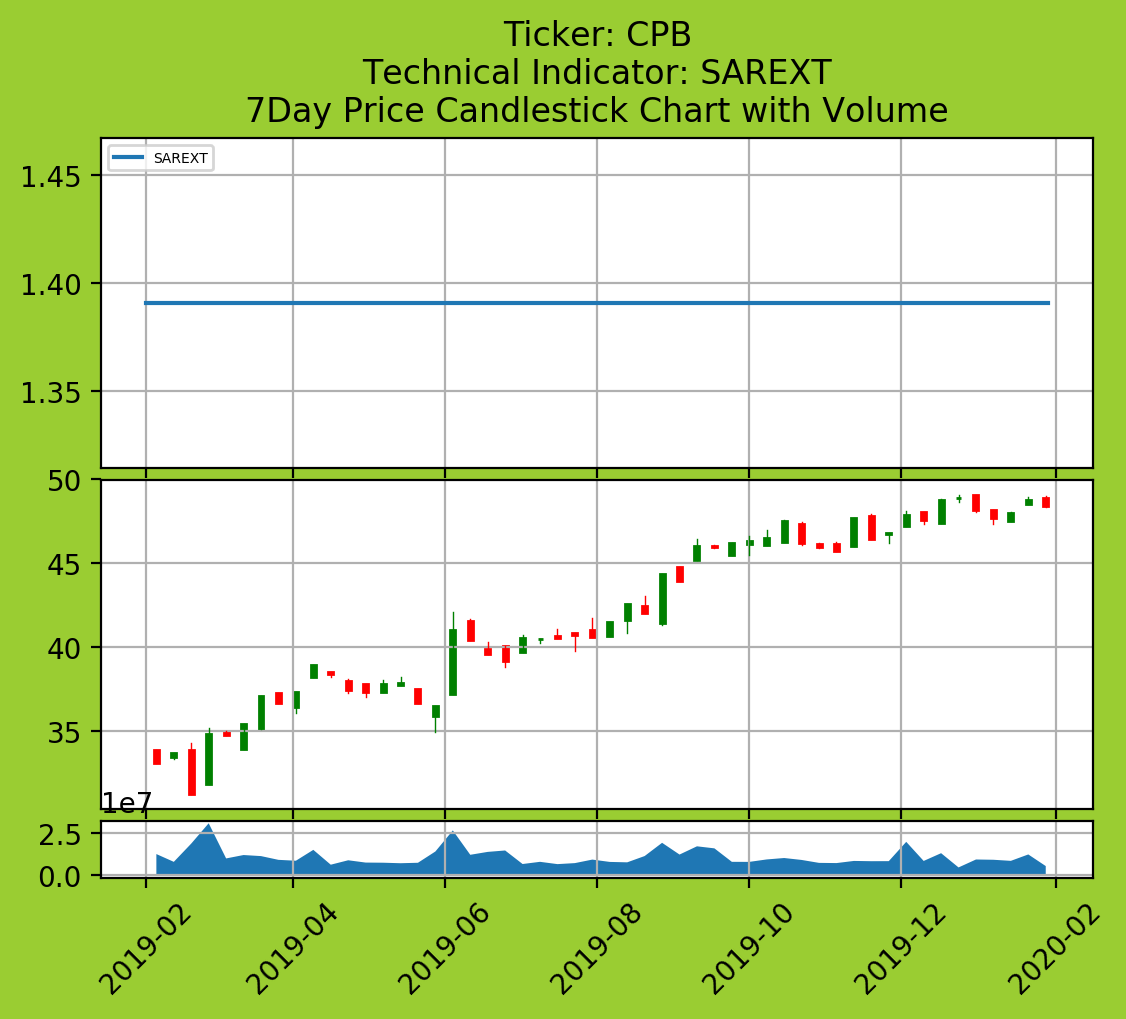 Ticker: CPB
Technical Indicator: SAREXT
7Day Price Candlestick Chart with Volume
SAREXT
1.45
1.40
1.35
50
45
40
35
1e7
2.5
0.0
2019-02 2019-04 2019-06 2019-08 2019-10 2019-12 2020-02